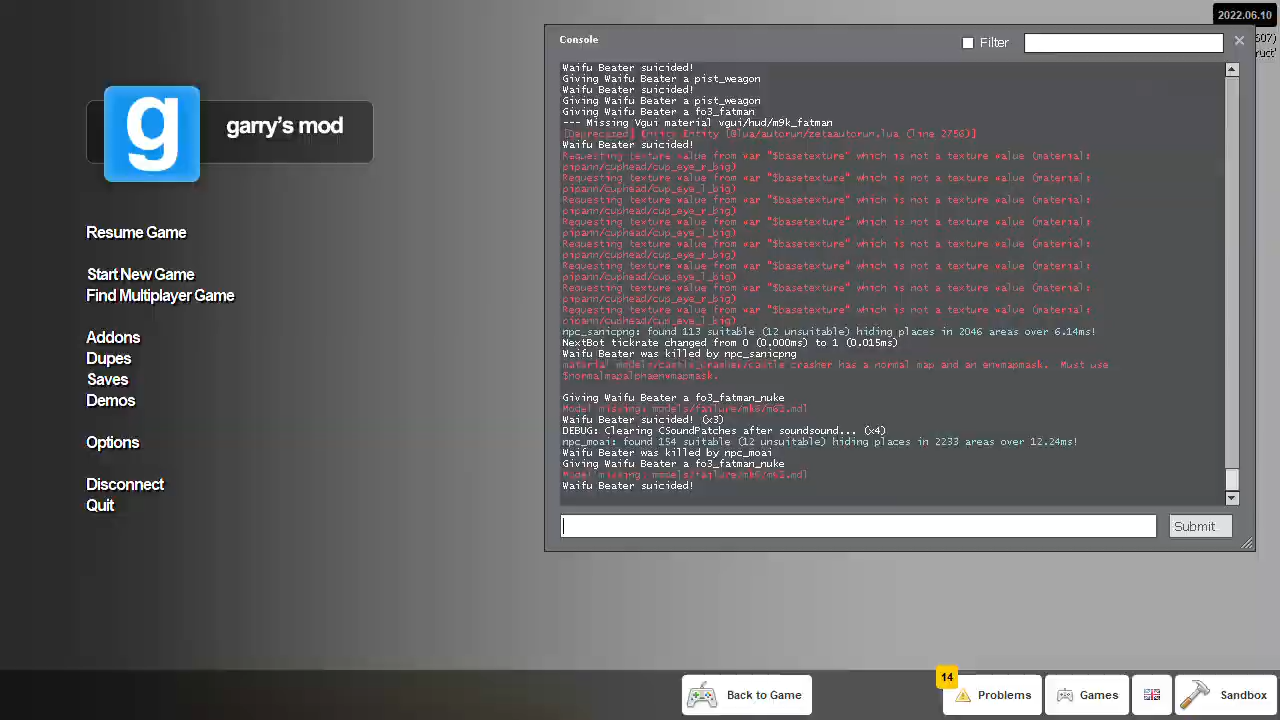 2022.06.10
Console
Filter
607)
ruct'
Waifu Beater suicided!
Giving Waifu Beater a pist_weapon
Waifu Beater suicided!
Giving Waifu Beater a pist_weapon
Giving Waifu Beater a fo3_fatman
--- Missing Vgui material vgui/hud/m9k_fatman
Waifu Beater suicided!
Requesting texture value from var "$basetexture" which is not a texture value (material:
pipann/cuphead/cup_eye_r_big)
Requesting texture value from var "$basetexture" which is not a texture value (material:
pipann/cuphead/cup_eye_l_big)
Requesting texture value from var "$basetexture" which is not a texture value (material:
pipann/cuphead/cup_eye_r_big)
Requesting texture value from var "$basetexture" which is not a texture value (material:
pipann/cuphead/cup_eye_l_big)
Requesting texture value from var "$basetexture" which is not a texture value (material:
pipann/cuphead/cup_eye_r_big)
Requesting texture value from var "$basetexture" which is not a texture value (material:
pipann/cuphead/cup_eye_l_big)
Requesting texture value from var "$basetexture" which is not a texture value (material:
pipann/cuphead/cup_eye_r_big)
Requesting texture value from var "$basetexture" which is not a texture value (material:
pipann/cuphead/cup_eye_l_big)
npc_sanicpng: found 113 suitable (12 unsuitable) hiding places in 2046 areas over 6.14ms!
NextBot tickrate changed from 0 (0.000ms) to 1 (0.015ms)
Waifu Beater was killed by npc_sanicpng
material models/castle_crasher/castle crasher has a normal map and an envmapmask. Must use
$normalmapalphaenvmapmask.
Giving Waifu Beater a fo3_fatman_nuke
Model missing: models/failure/mk6/m62.mdl
Waifu Beater suicided! (x3)
DEBUG: Clearing CSoundPatches after soundsound... (x4)
npc_moai: found 154 suitable (12 unsuitable) hiding places in 2233 areas over 12.24ms!
Waifu Beater was killed by npc_moai
Giving Waifu Beater a fo3_fatman_nuke
Model missing: models/failure/mk6/m62.mdl
Waifu Beater suicided!
Submit
g
garry's mod
Resume Game
Start New Game
Find Multiplayer Game
Addons
Dupes
Saves
Demos
Options
Disconnect
Quit
Back to Game
14
Problems
Games
Sandbox